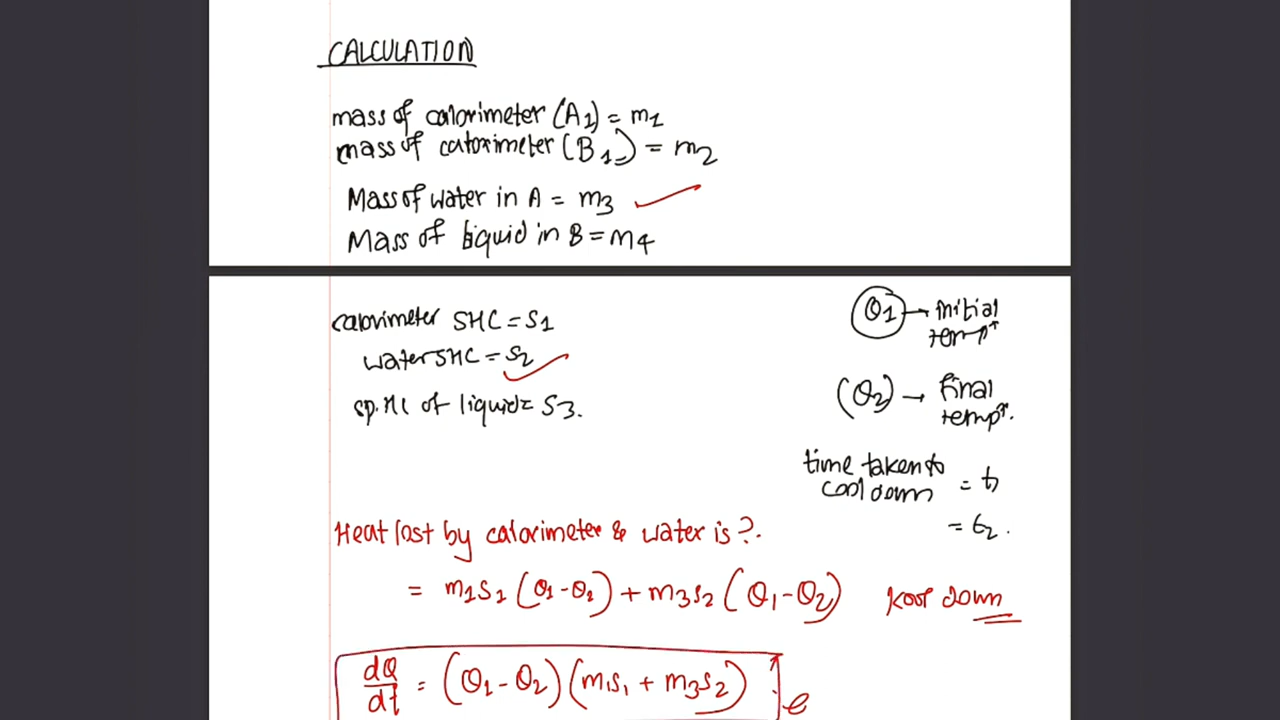 CALCULATION
mass of calorimeter (A1) = m1
mass of calorimeter (B1) = m2
Mass of water in A = m3
Mass of liquid in B = m4
calorimeter SHC = S1
water SHC = S2
sp. HC of liquid = S3.
θ1 → initial temp^r
(θ2) → final temp^r.
time taken to cool down = t1
= t2.
Heat lost by calorimeter & water is ?.
= m1s1 (θ1 - θ2) + m3s2 (θ1 - θ2)
Kool down
dQ/dt = (θ1 - θ2) (m1s1 + m3s2)